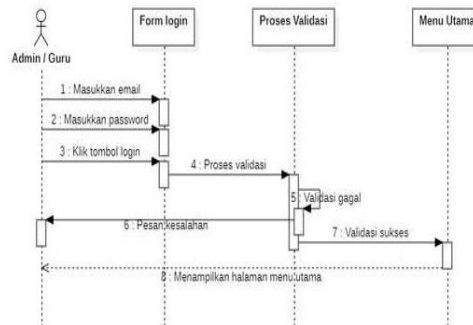 Form login
Proses Validasi
Menu Utama
Admin / Guru
1 : Masukkan email
2 : Masukkan password
3 : Klik tombol login
4 : Proses validasi
5 : Validasi gagal
6 : Pesan kesalahan
7 : Validasi sukses
8 : Menampilkan halaman menu utama